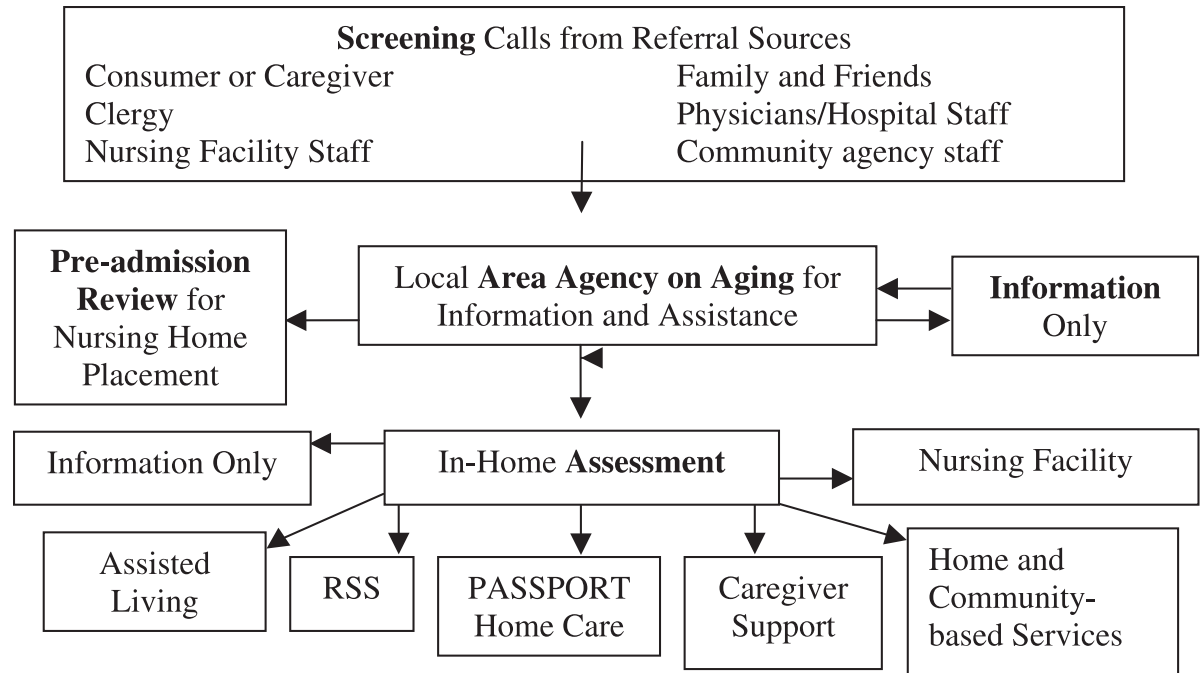 Screening Calls from Referral Sources
Consumer or Caregiver
Family and Friends
Clergy
Physicians/Hospital Staff
Nursing Facility Staff
Community agency staff
Pre-admission
Review for
Nursing Home
Placement
Local Area Agency on Aging for
Information and Assistance
Information
Only
Information Only
In-Home Assessment
Nursing Facility
Assisted
Living
RSS
PASSPORT
Home Care
Caregiver
Support
Home and
Community-
based Services